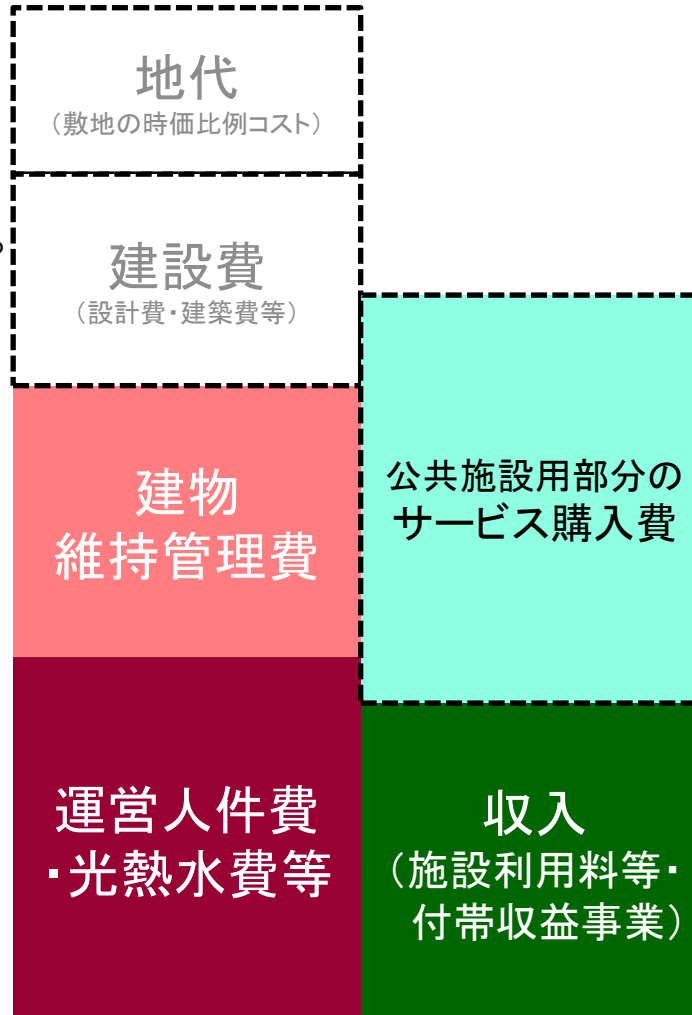 地代
（敷地の時価比例コスト）
。
建設費
（設計費・建築費等）
建物
維持管理費
公共施設用部分の
サービス購入費
運営人件費
・光熱水費等
収入
（施設利用料等・
付帯収益事業）